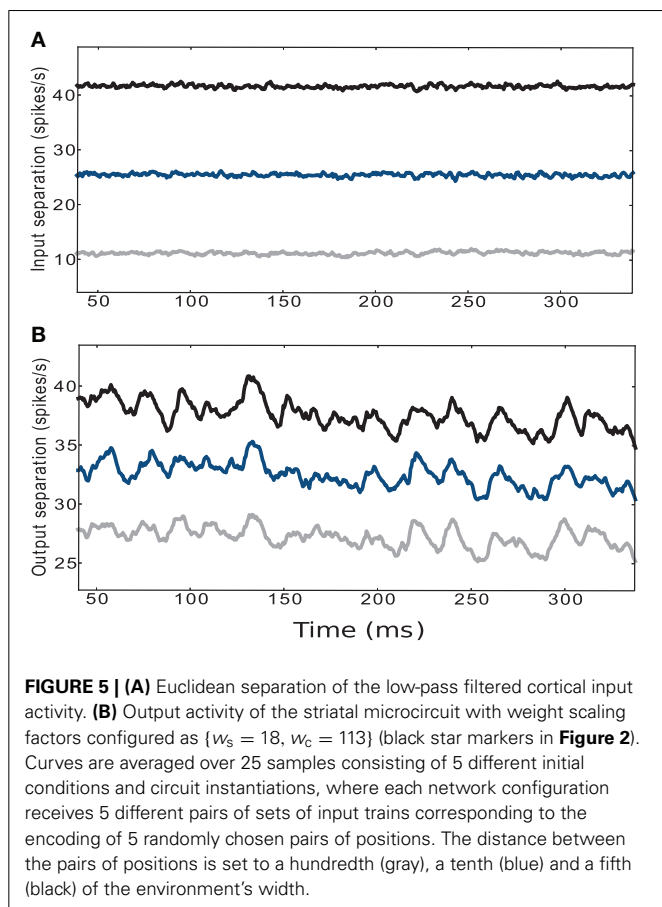 A
Input separation (spikes/s)
40
30
20
10
50 100 150 200 250 300
B
Output separation (spikes/s)
40
35
30
25
50 100 150 200 250 300
Time (ms)
FIGURE 5 | (A) Euclidean separation of the low-pass filtered cortical input
activity. (B) Output activity of the striatal microcircuit with weight scaling
factors configured as {wₛ = 18, w_c = 113} (black star markers in Figure 2).
Curves are averaged over 25 samples consisting of 5 different initial
conditions and circuit instantiations, where each network configuration
receives 5 different pairs of sets of input trains corresponding to the
encoding of 5 randomly chosen pairs of positions. The distance between
the pairs of positions is set to a hundredth (gray), a tenth (blue) and a fifth
(black) of the environment's width.